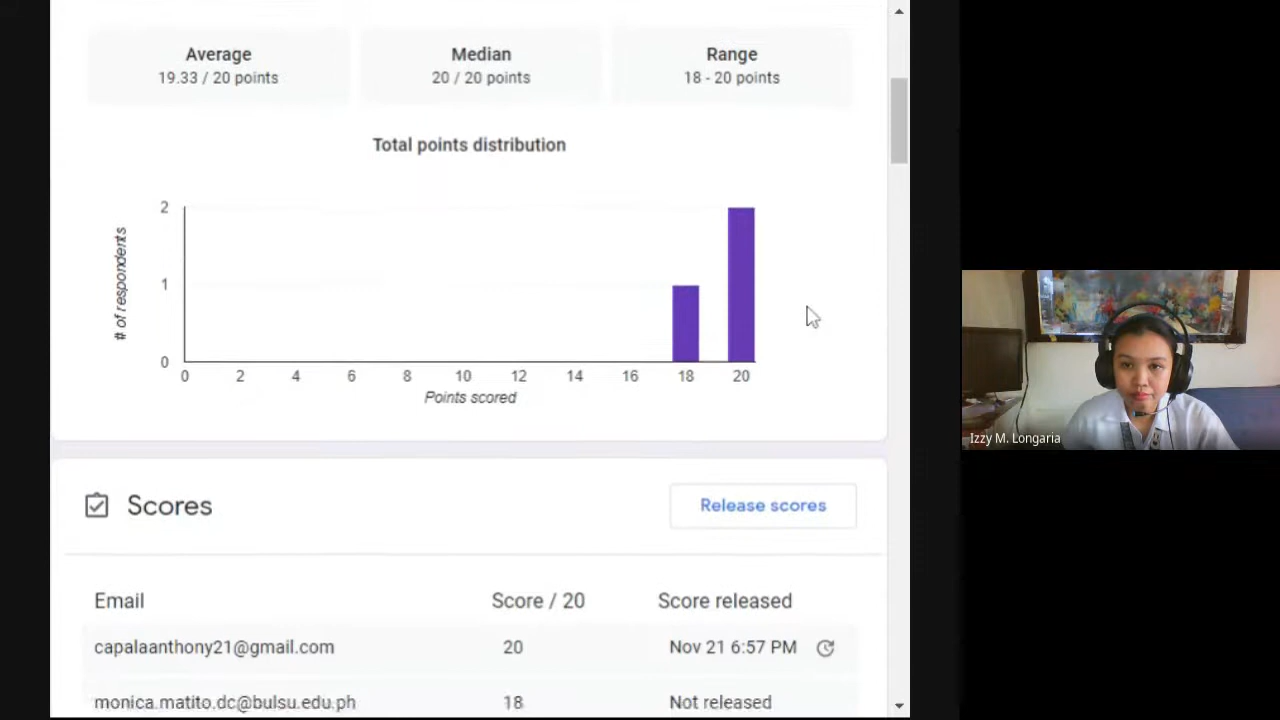 Average
19.33 / 20 points
Median
20 / 20 points
Range
18 - 20 points
Total points distribution
# of respondents
2
1
0
0 2 4 6 8 10 12 14 16 18 20
Points scored
Scores
Release scores
Email Score / 20 Score released
capalaanthony21@gmail.com 20 Nov 21 6:57 PM
monica.matito.dc@bulsu.edu.ph 18 Not released
Izzy M. Longaria